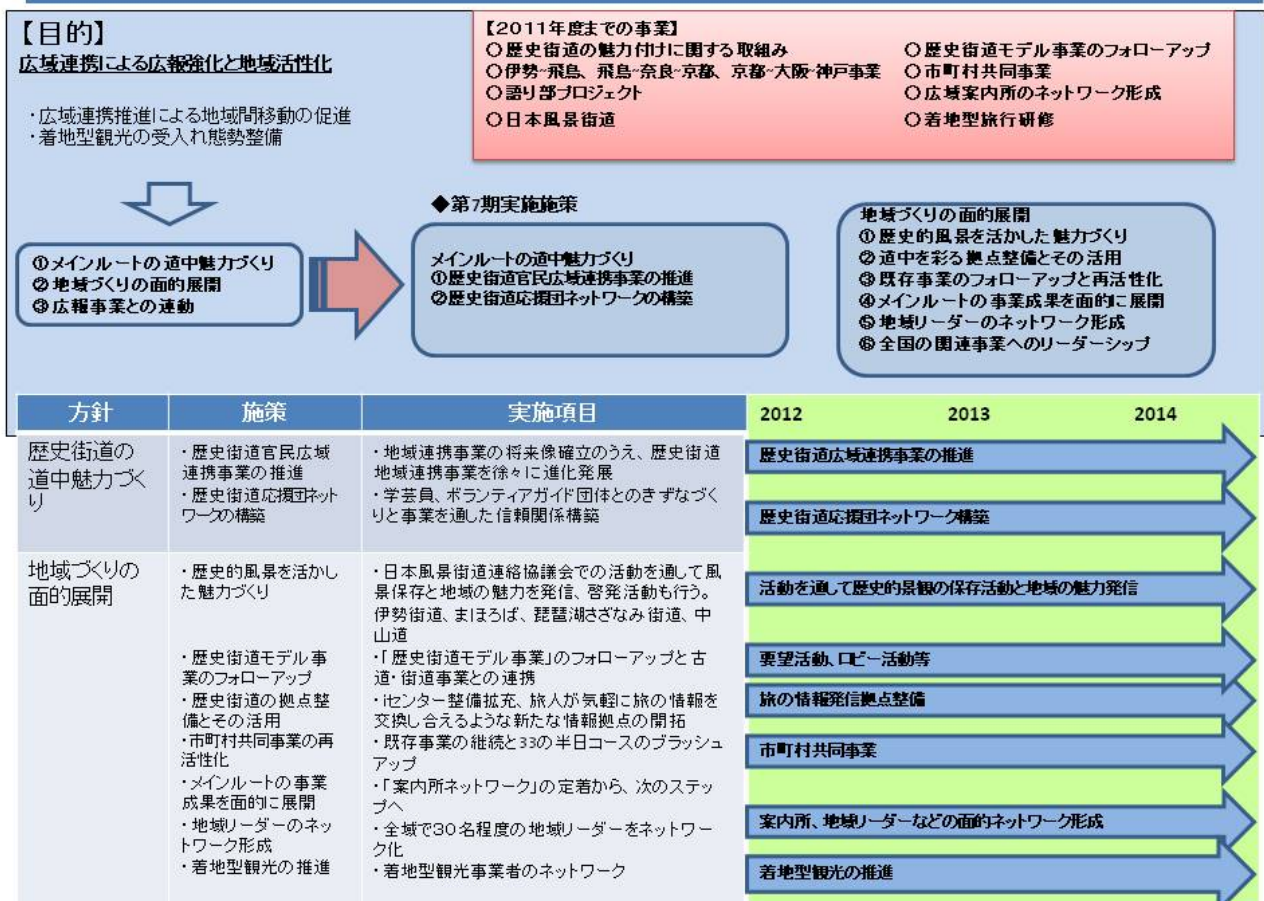 【目的】
広域連携による広報強化と地域活性化
・広域連携推進による地域間移動の促進
・着地型観光の受入れ態勢整備
【2011年度までの事業】
〇歴史街道の魅力付けに関する取組み
〇伊勢~飛鳥、飛鳥~奈良~京都、京都~大阪~神戸事業
〇語り部プロジェクト
〇日本風景街道
〇歴史街道モデル事業のフォローアップ
〇市町村共同事業
〇広域案内所のネットワーク形成
〇着地型旅行研修
①メインルートの道中魅力づくり
②地域づくりの面的展開
③広報事業との連動
◆第7期実施施策
メインルートの道中魅力づくり
①歴史街道官民広域連携事業の推進
②歴史街道応援団ネットワークの構築
地域づくりの面的展開
①歴史的風景を活かした魅力づくり
②道中を彩る拠点整備とその活用
③既存事業のフォローアップと再活性化
④メインルートの事業成果を面的に展開
⑤地域リーダーのネットワーク形成
⑥全国の関連事業へのリーダーシップ
方針
施策
実施項目
2012
2013
2014
歴史街道の
道中魅力づく
り
・歴史街道官民広域
連携事業の推進
・歴史街道応援団ネット
ワークの構築
・地域連携事業の将来像確立のうえ、歴史街道
地域連携事業を徐々に進化発展
・学芸員、ボランティアガイド団体とのきずなづく
りと事業を通した信頼関係構築
歴史街道広域連携事業の推進
歴史街道応援団ネットワーク構築
地域づくりの
面的展開
・歴史的風景を活かし
た魅力づくり
・歴史街道モデル事
業のフォローアップ
・歴史街道の拠点整
備とその活用
・市町村共同事業の再
活性化
・メインルートの事業
成果を面的に展開
・地域リーダーのネッ
トワーク形成
・着地型観光の推進
・日本風景街道連絡協議会での活動を通して風
景保存と地域の魅力を発信、啓発活動も行う。
伊勢街道、まほろば、琵琶湖さざなみ街道、中
山道
・「歴史街道モデル事業」のフォローアップと古
道・街道事業との連携
・iセンター整備拡充、旅人が気軽に旅の情報を
交換し合えるような新たな情報拠点の開拓
・既存事業の継続と33の半日コースのブラッシュ
アップ
・「案内所ネットワーク」の定着から、次のステッ
プへ
・全域で30名程度の地域リーダーをネットワー
ク化
・着地型観光事業者のネットワーク
活動を通して歴史的景観の保存活動と地域の魅力発信
要望活動、ロビー活動等
旅の情報発信拠点整備
市町村共同事業
案内所、地域リーダーなどの面的ネットワーク形成
着地型観光の推進